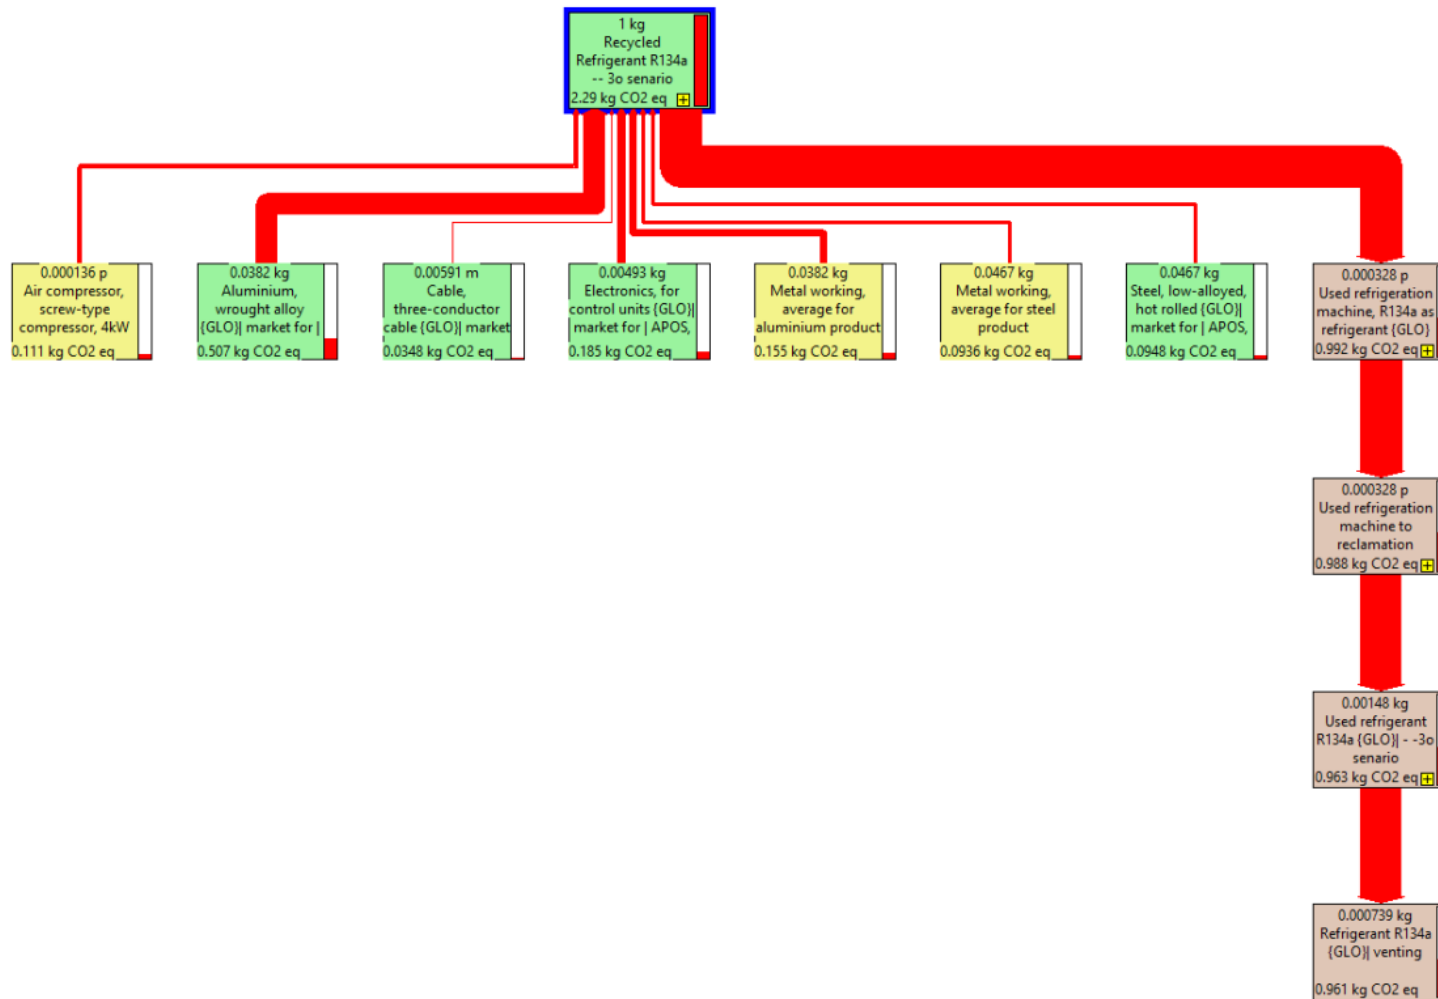 1 kg
Recycled
Refrigerant R134a
-- 3o senario
2.29 kg CO2 eq
0.000136 p
Air compressor,
screw-type
compressor, 4kW
0.111 kg CO2 eq
0.0382 kg
Aluminium,
wrought alloy
{GLO}| market for |
0.507 kg CO2 eq
0.00591 m
Cable,
three-conductor
cable {GLO}| market
0.0348 kg CO2 eq
0.00493 kg
Electronics, for
control units {GLO}|
market for | APOS,
0.185 kg CO2 eq
0.0382 kg
Metal working,
average for
aluminium product
0.155 kg CO2 eq
0.0467 kg
Metal working,
average for steel
product
0.0936 kg CO2 eq
0.0467 kg
Steel, low-alloyed,
hot rolled {GLO}|
market for | APOS,
0.0948 kg CO2 eq
0.000328 p
Used refrigeration
machine, R134a as
refrigerant {GLO}
0.992 kg CO2 eq
0.000328 p
Used refrigeration
machine to
reclamation
0.988 kg CO2 eq
0.00148 kg
Used refrigerant
R134a {GLO}| - -3o
senario
0.963 kg CO2 eq
0.000739 kg
Refrigerant R134a
{GLO}| venting
0.961 kg CO2 eq